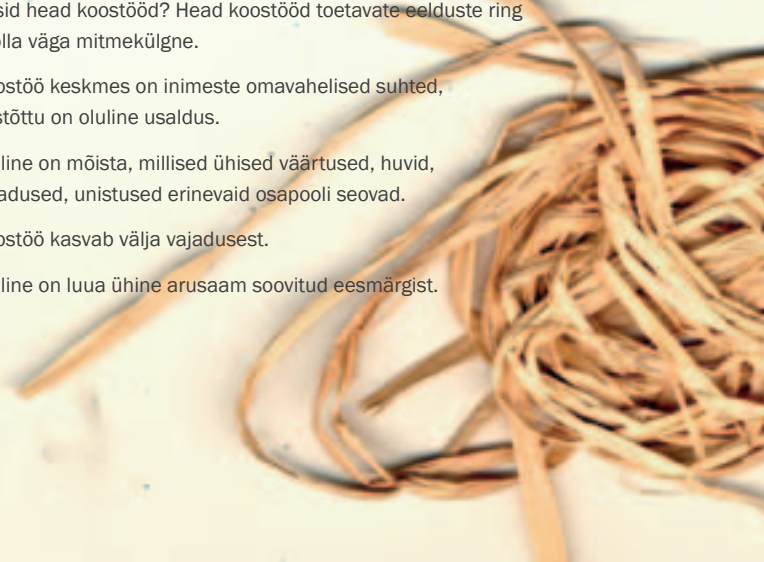 sid head koostööd? Head koostööd toetavate eelduste ring
olla väga mitmekülgne.
ostöö keskmes on inimeste omavahelised suhted,
stõttu on oluline usaldus.
line on mõista, millised ühised väärtused, huvid,
adused, unistused erinevaid osapooli seovad.
ostöö kasvab välja vajadusest.
line on luua ühine arusaam soovitud eesmärgist.